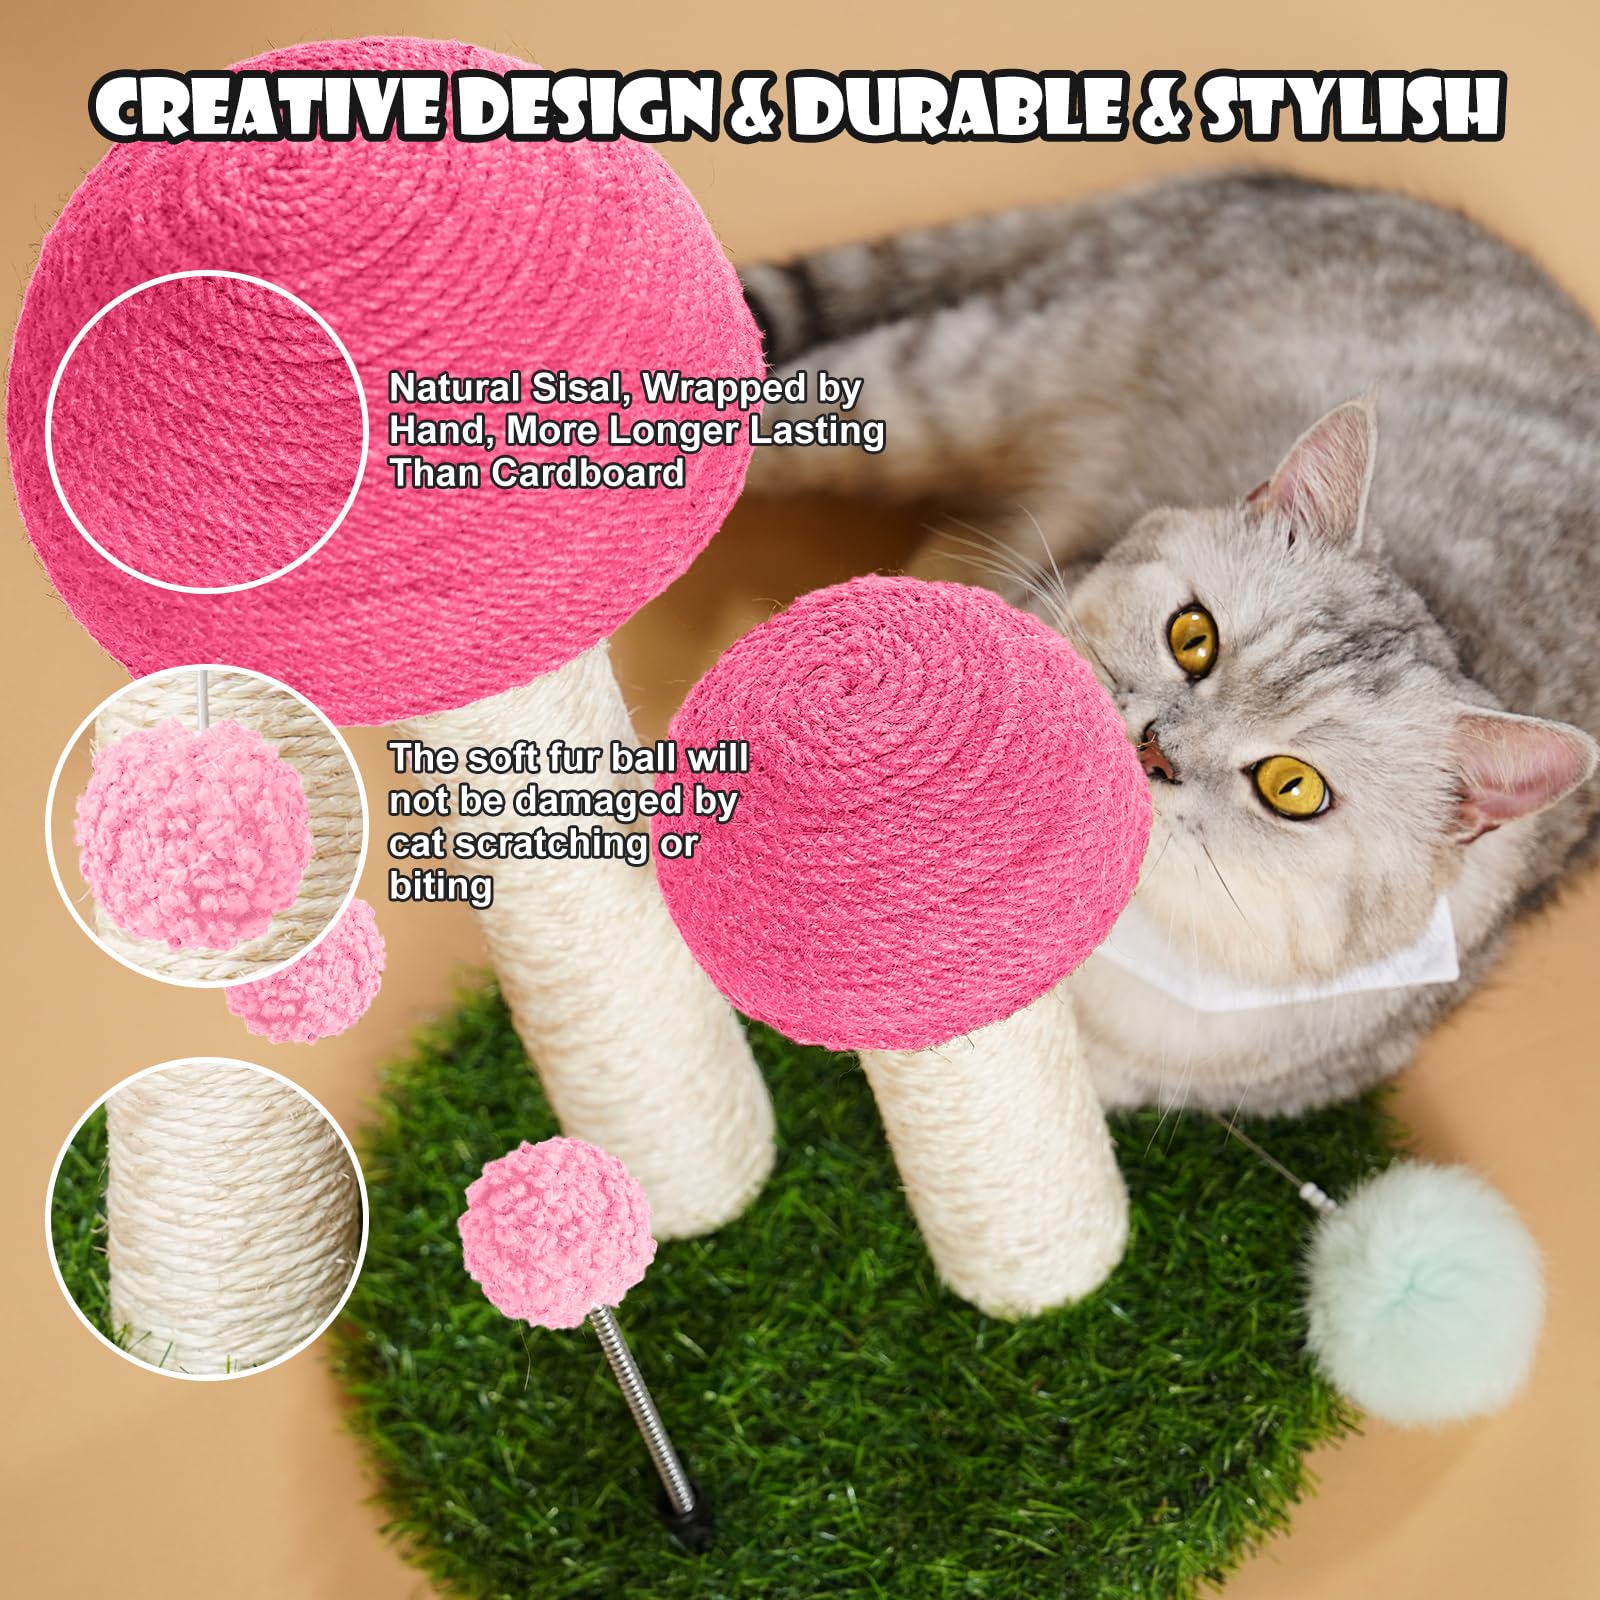 CREATIVE DESIGN & DURABLE & STYLISH
Natural Sisal, Wrapped by
Hand, More Longer Lasting
Than Cardboard
The soft fur ball will
not be damaged by
cat scratching or
biting